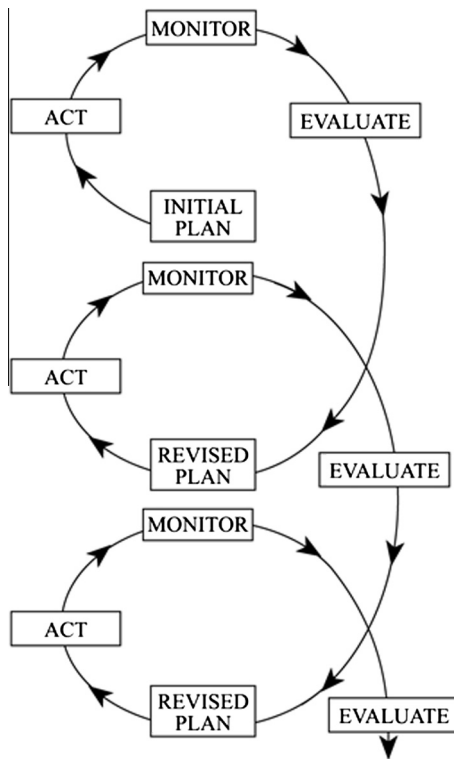 MONITOR
ACT
EVALUATE
INITIAL
PLAN
MONITOR
ACT
REVISED
PLAN
EVALUATE
MONITOR
ACT
REVISED
PLAN
EVALUATE